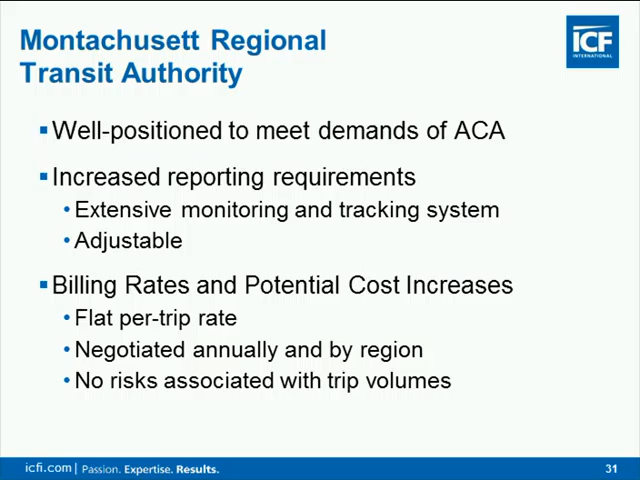 Montachusett Regional
Transit Authority
ICF
INTERNATIONAL
Well-positioned to meet demands of ACA
Increased reporting requirements
Extensive monitoring and tracking system
Adjustable
Billing Rates and Potential Cost Increases
Flat per-trip rate
Negotiated annually and by region
No risks associated with trip volumes
icfi.com | Passion. Expertise. Results.
31